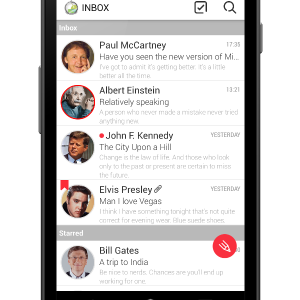 INBOX
Inbox
Paul McCartney 17:35
Have you seen the new version of Mi...
I've got to admit it's getting better. It's a little
better all the time.
Albert Einstein 13:21
Relatively speaking
A person who never made a mistake never tried
anything new.
John F. Kennedy YESTERDAY
The City Upon a Hill
Change is the law of life. And those who look
only to the past or present are certain to miss
the future.
Elvis Presley YESTERDAY
Man I love Vegas
I think I have something tonight that's not quite
correct for evening wear. Blue suede shoes.
Starred
Bill Gates
A trip to India
Be nice to nerds. Chances are you'll end up
working for one.